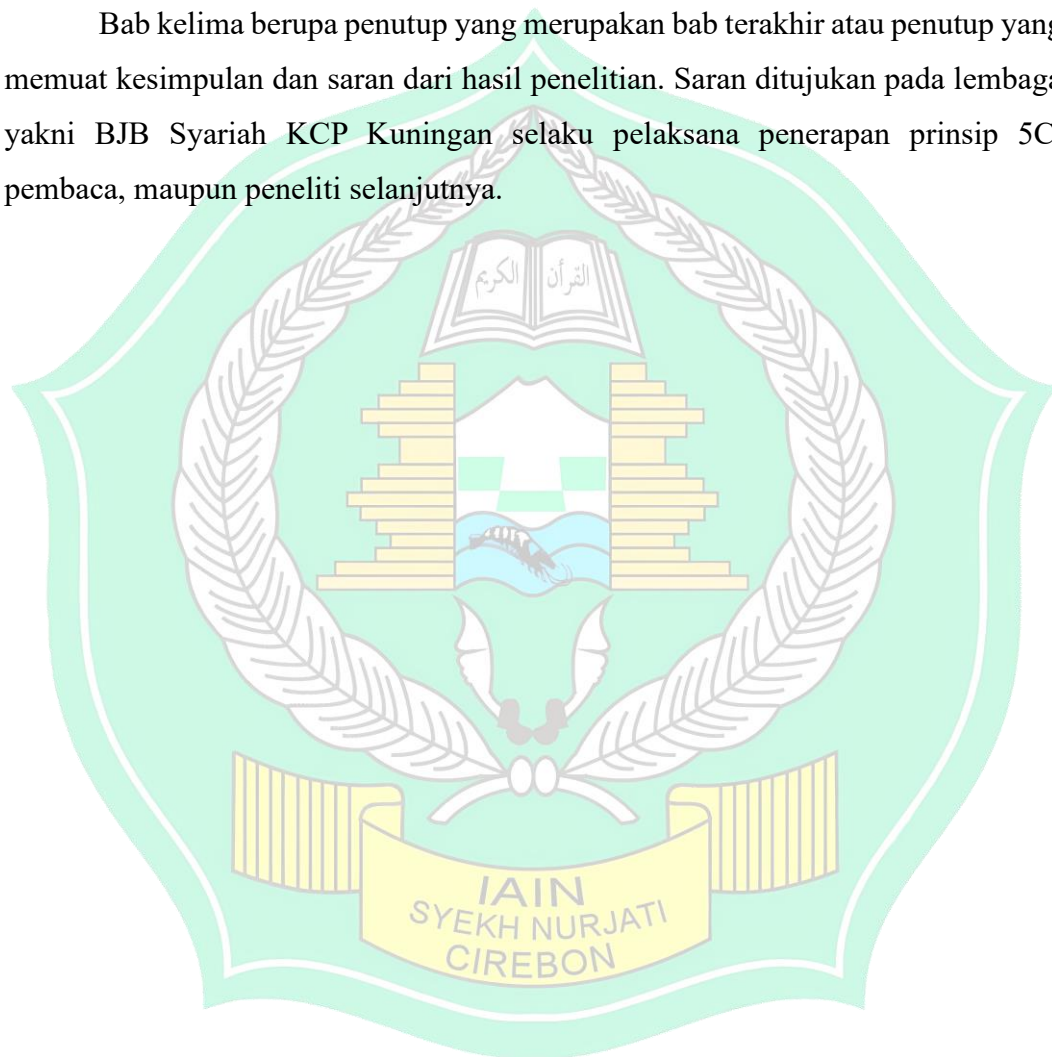 Bab kelima berupa penutup yang merupakan bab terakhir atau penutup yang
memuat kesimpulan dan saran dari hasil penelitian. Saran ditujukan pada lembaga
yakni BJB Syariah KCP Kuningan selaku pelaksana penerapan prinsip 5C
pembaca, maupun peneliti selanjutnya.
القرآن الكريم
IAIN
SYEKH NURJATI
CIREBON